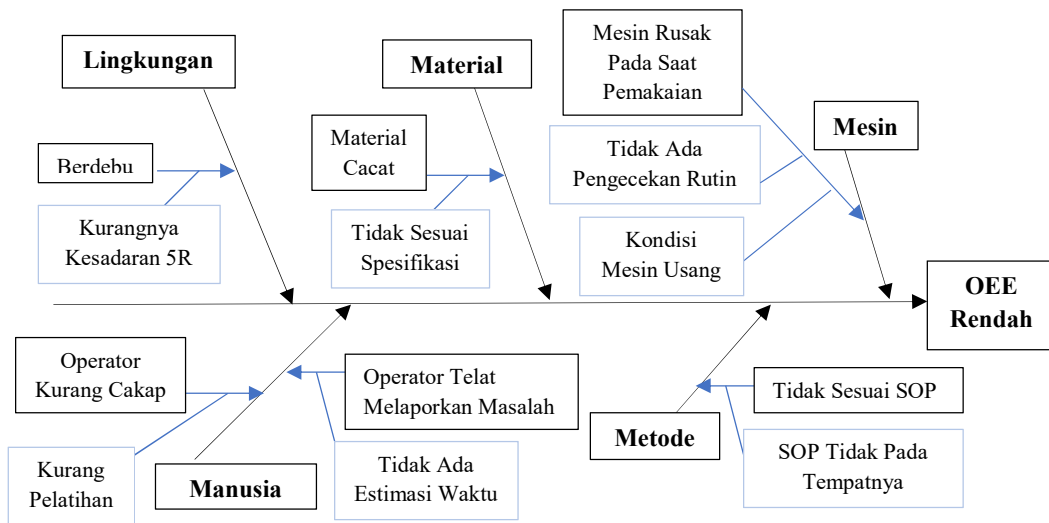 Lingkungan
Material
Mesin Rusak
Pada Saat
Pemakaian
Mesin
Berdebu
Material
Cacat
Tidak Ada
Pengecekan Rutin
Kurangnya
Kesadaran 5R
Tidak Sesuai
Spesifikasi
Kondisi
Mesin Usang
OEE
Rendah
Operator
Kurang Cakap
Operator Telat
Melaporkan Masalah
Tidak Sesuai SOP
Metode
Kurang
Pelatihan
Manusia
Tidak Ada
Estimasi Waktu
SOP Tidak Pada
Tempatnya